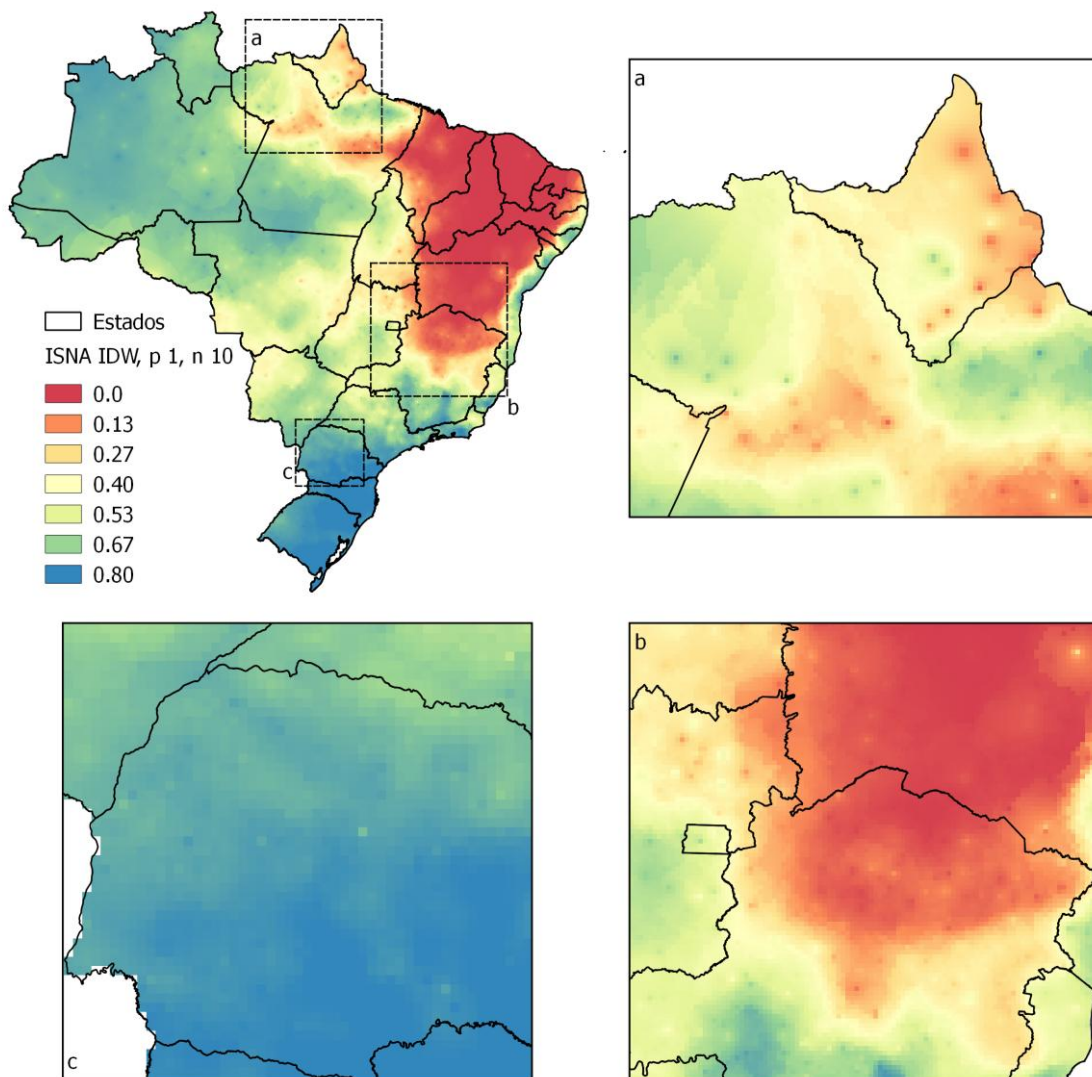 a
b
c
Estados
ISNA IDW, p 1, n 10
0.0
0.13
0.27
0.40
0.53
0.67
0.80
a
c
b